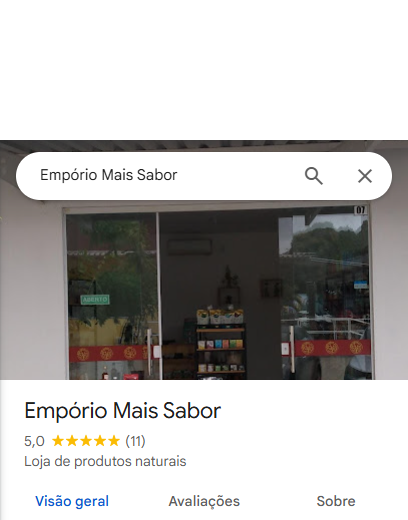 Empório Mais Sabor
07
ABERTO
Empório Mais Sabor
5,0 ★★★★★ (11)
Loja de produtos naturais
Visão geral Avaliações Sobre